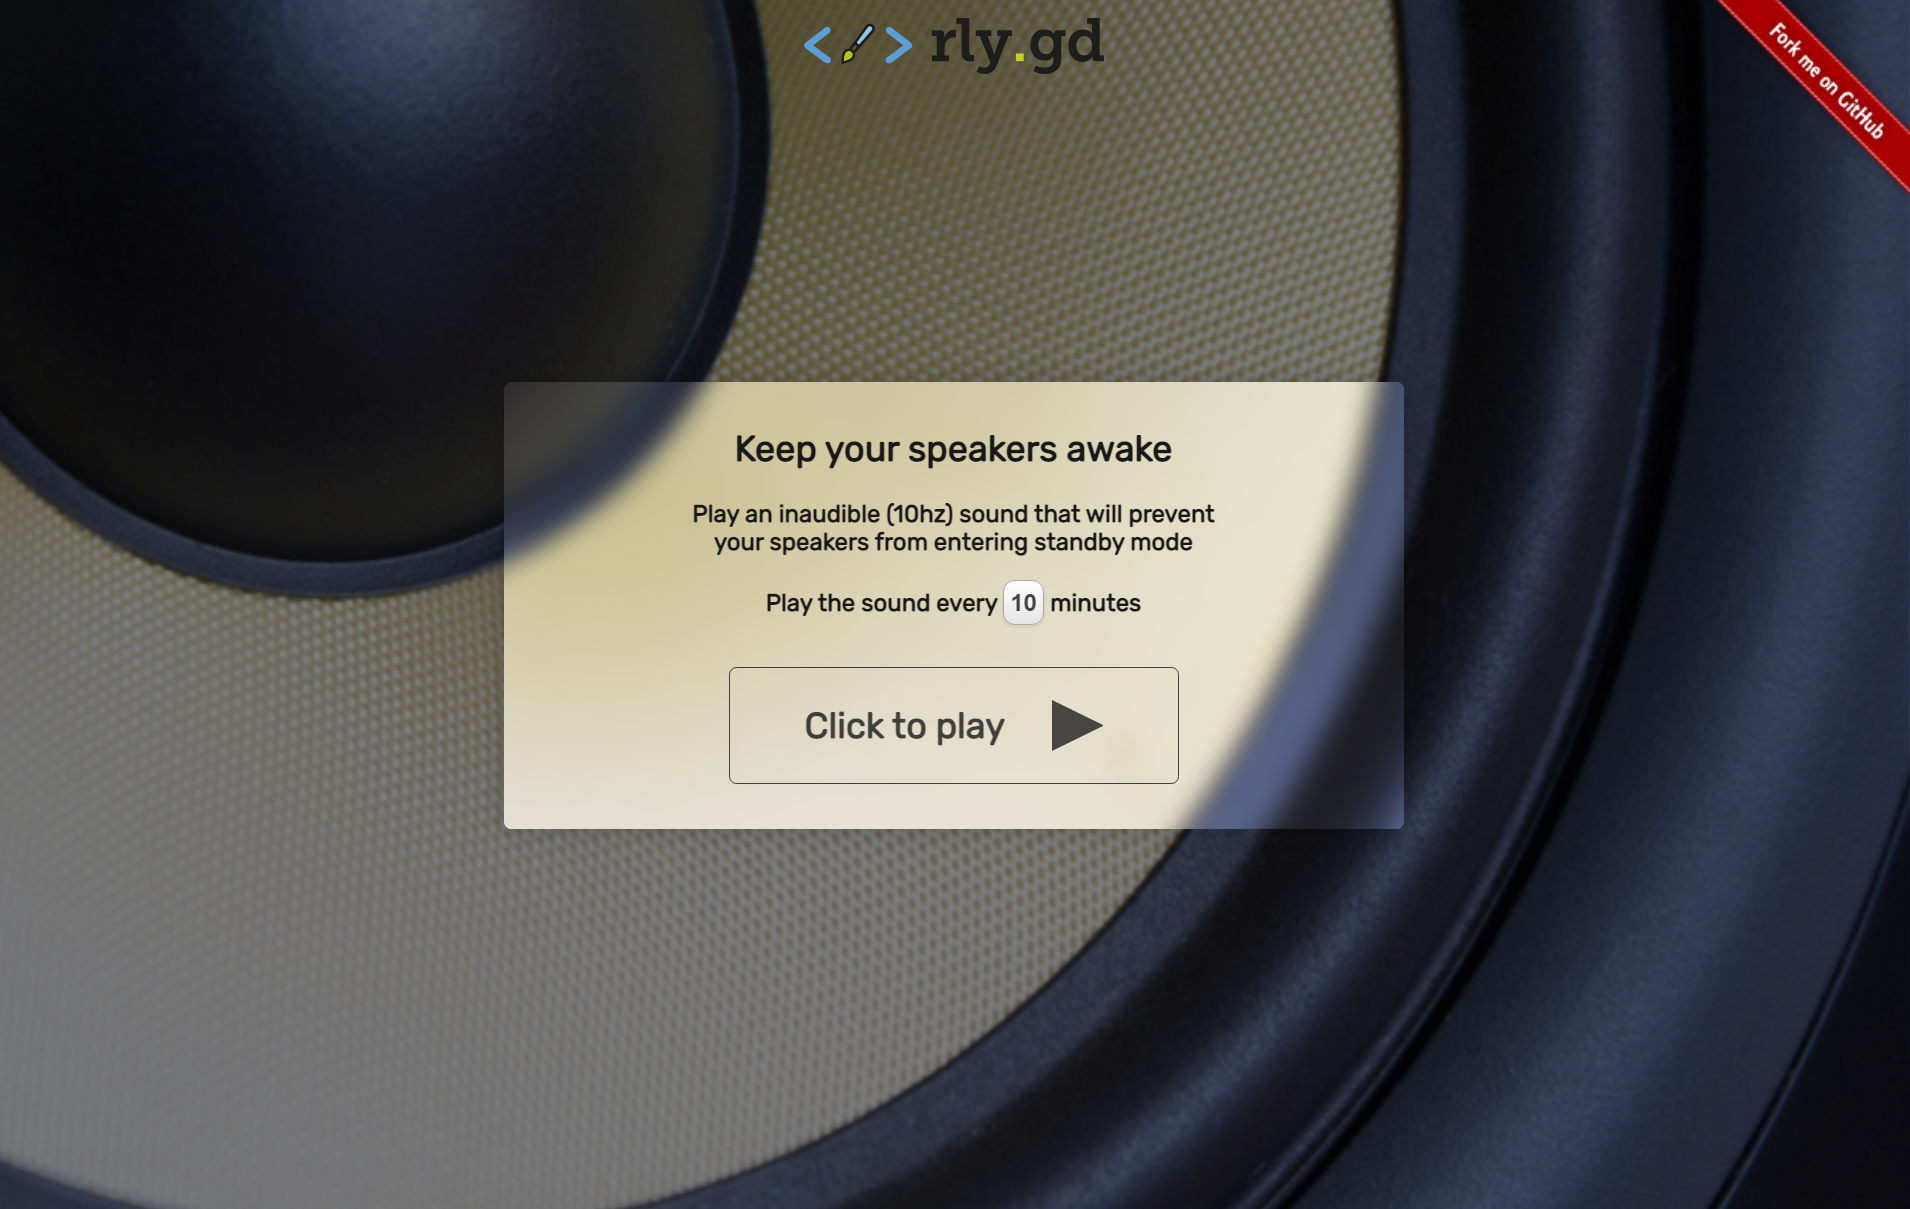 rly.gd
Fork me on GitHub
Keep your speakers awake
Play an inaudible (10hz) sound that will prevent
your speakers from entering standby mode
Play the sound every 10 minutes
Click to play